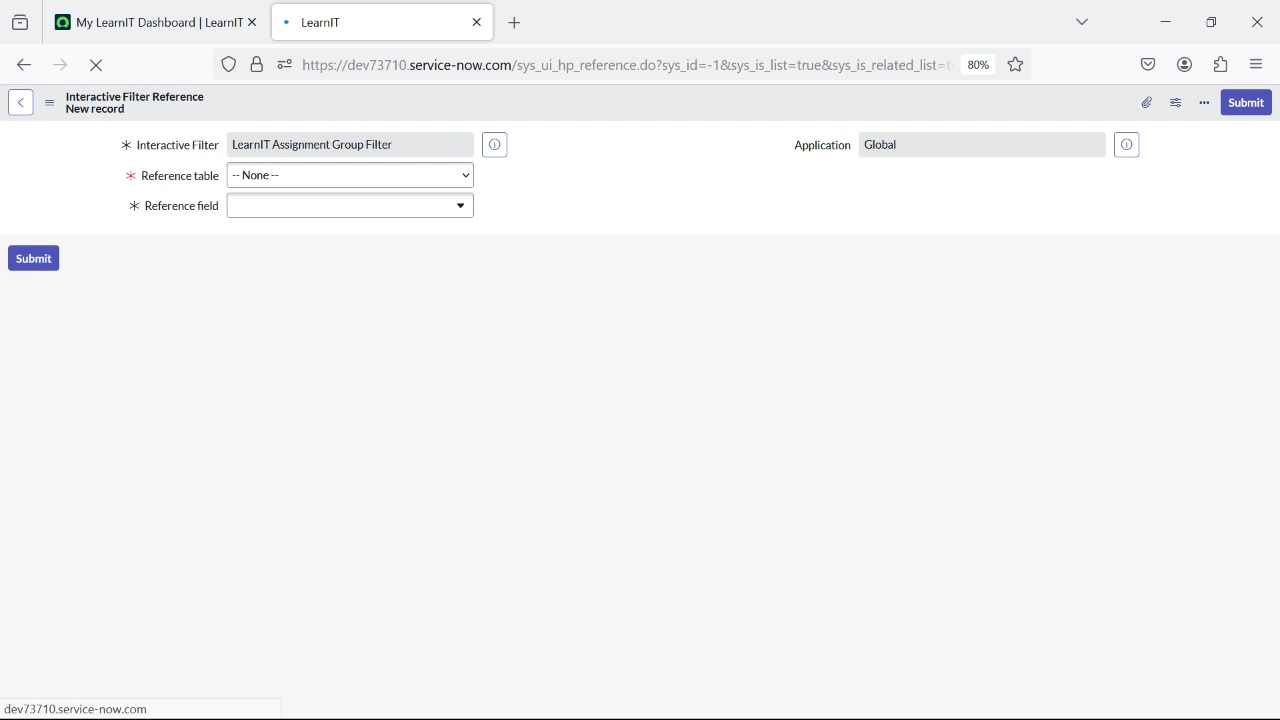 My LearnIT Dashboard | LearnIT
LearnIT
https://dev73710.service-now.com/sys_ui_hp_reference.do?sys_id=-1&sys_is_list=true&sys_is_related_list=t
80%
Interactive Filter Reference
New record
Submit
Interactive Filter
LearnIT Assignment Group Filter
Application
Global
Reference table
-- None --
Reference field
Submit
dev73710.service-now.com